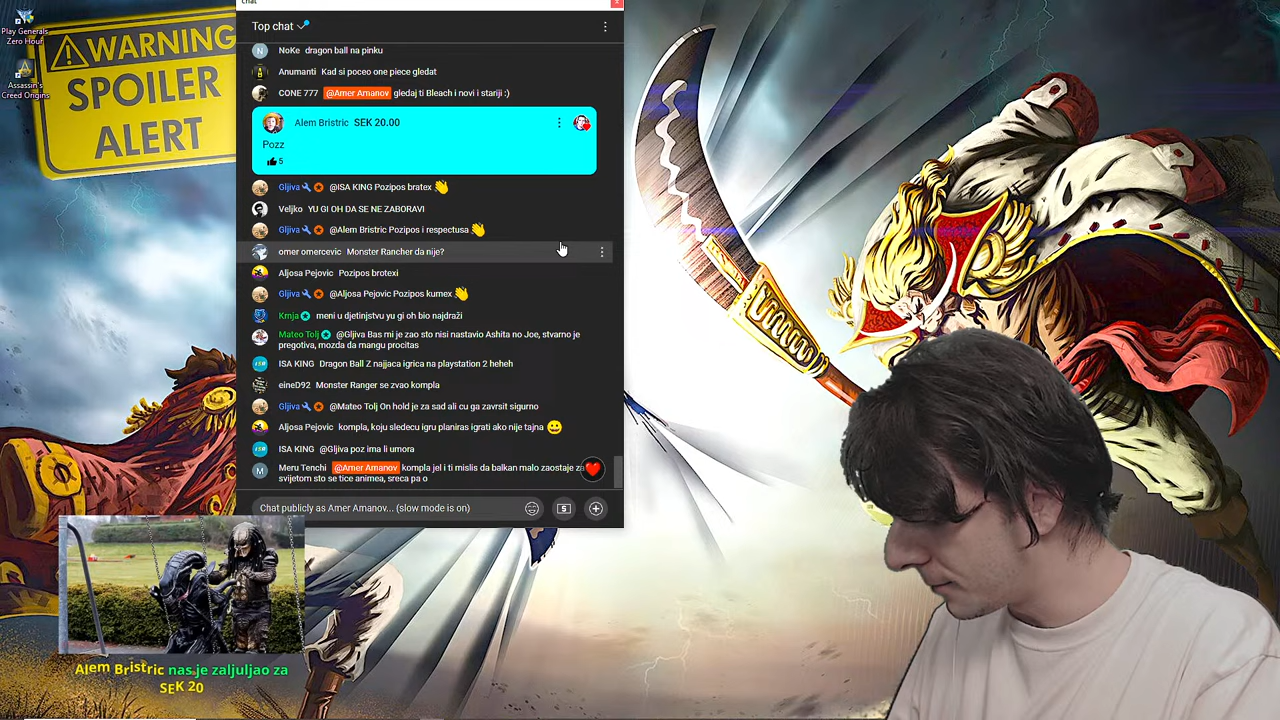 chat
Top chat
N NoKe dragon ball na pinku
Anumanti Kad si poceo one piece gledat
CONE 777 @Amer Amanov gledaj ti Bleach i novi i stariji :)
Alem Bristric SEK 20.00
Pozz
5
Gljiva @ISA KING Pozipos bratex 👋
Veljko YU GI OH DA SE NE ZABORAVI
Gljiva @Alem Bristric Pozipos i respectusa 👋
omer omercevic Monster Rancher da nije?
Aljosa Pejovic Pozipos brotexi
Gljiva @Aljosa Pejovic Pozipos kumex 👋
Krnja meni u djetinjstvu yu gi oh bio najdraži
Mateo Tolj @Gljiva Bas mi je zao sto nisi nastavio Ashita no Joe, stvarno je
pregotiva, mozda da mangu procitas
ISA KING Dragon Ball Z najjaca igrica na playstation 2 heheh
eineD92 Monster Ranger se zvao kompla
Gljiva @Mateo Tolj On hold je za sad ali cu ga zavrsit sigurno
Aljosa Pejovic kompla, koju sledecu igru planiras igrati ako nije tajna 😀
ISA KING @Gljiva poz ima li umora
M Meru Tenchi @Amer Amanov kompla jel i ti mislis da balkan malo zaostaje za
svijetom sto se tice animea, sreca pa o
Chat publicly as Amer Amanov... (slow mode is on)
Play Generals
Zero Hour
Assassin's
Creed Origins
WARNING
SPOILER
ALERT
Alem Bristric nas je zaljuljao za
SEK 20